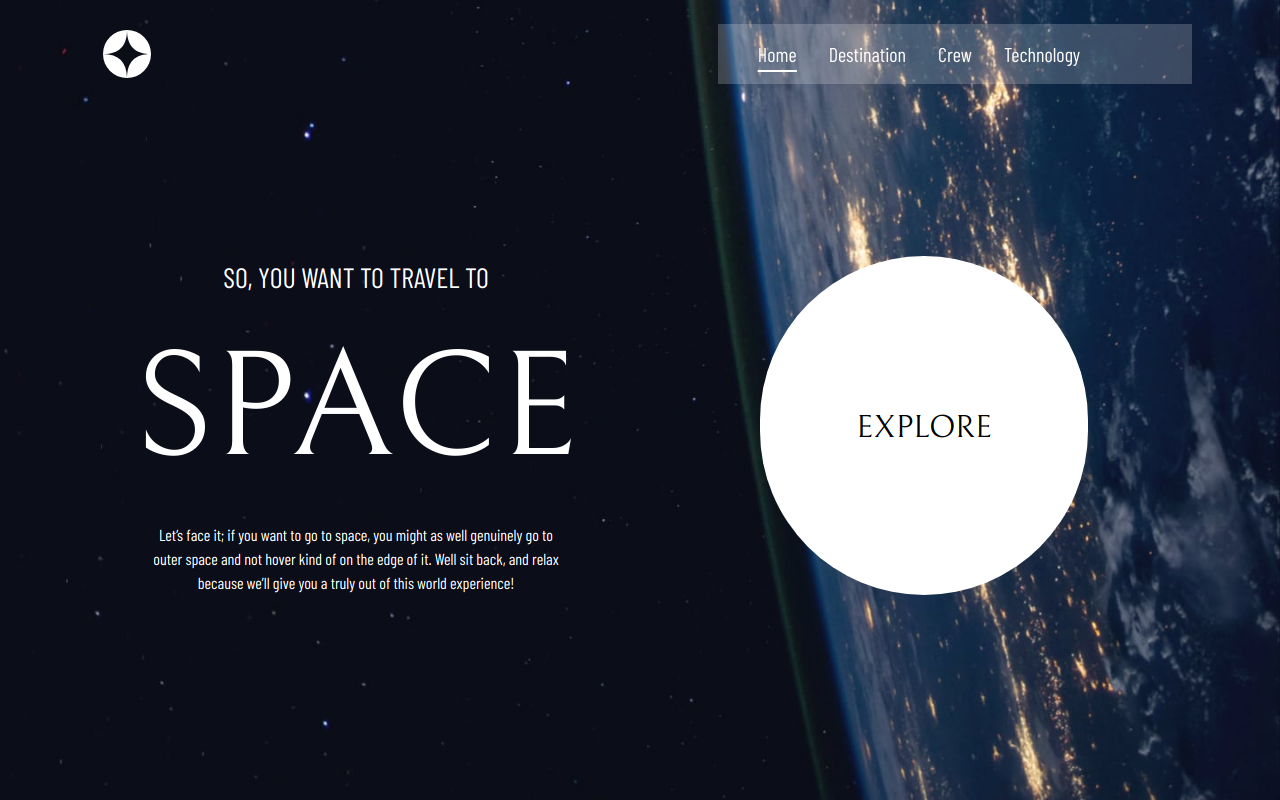 Home Destination Crew Technology
SO, YOU WANT TO TRAVEL TO
SPACE
Let’s face it; if you want to go to space, you might as well genuinely go to
outer space and not hover kind of on the edge of it. Well sit back, and relax
because we’ll give you a truly out of this world experience!
EXPLORE